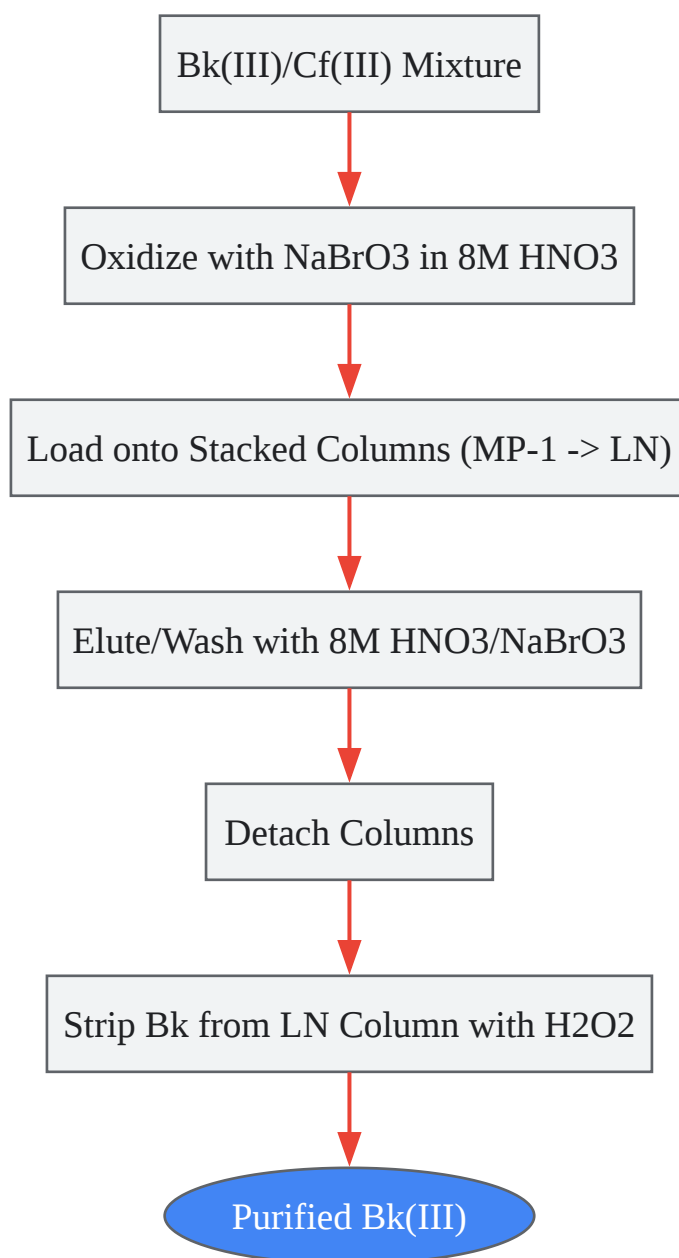 Bk(III)/Cf(III) Mixture
Oxidize with NaBrO3 in 8M HNO3
Load onto Stacked Columns (MP-1 -> LN)
Elute/Wash with 8M HNO3/NaBrO3
Detach Columns
Strip Bk from LN Column with H2O2
Purified Bk(III)